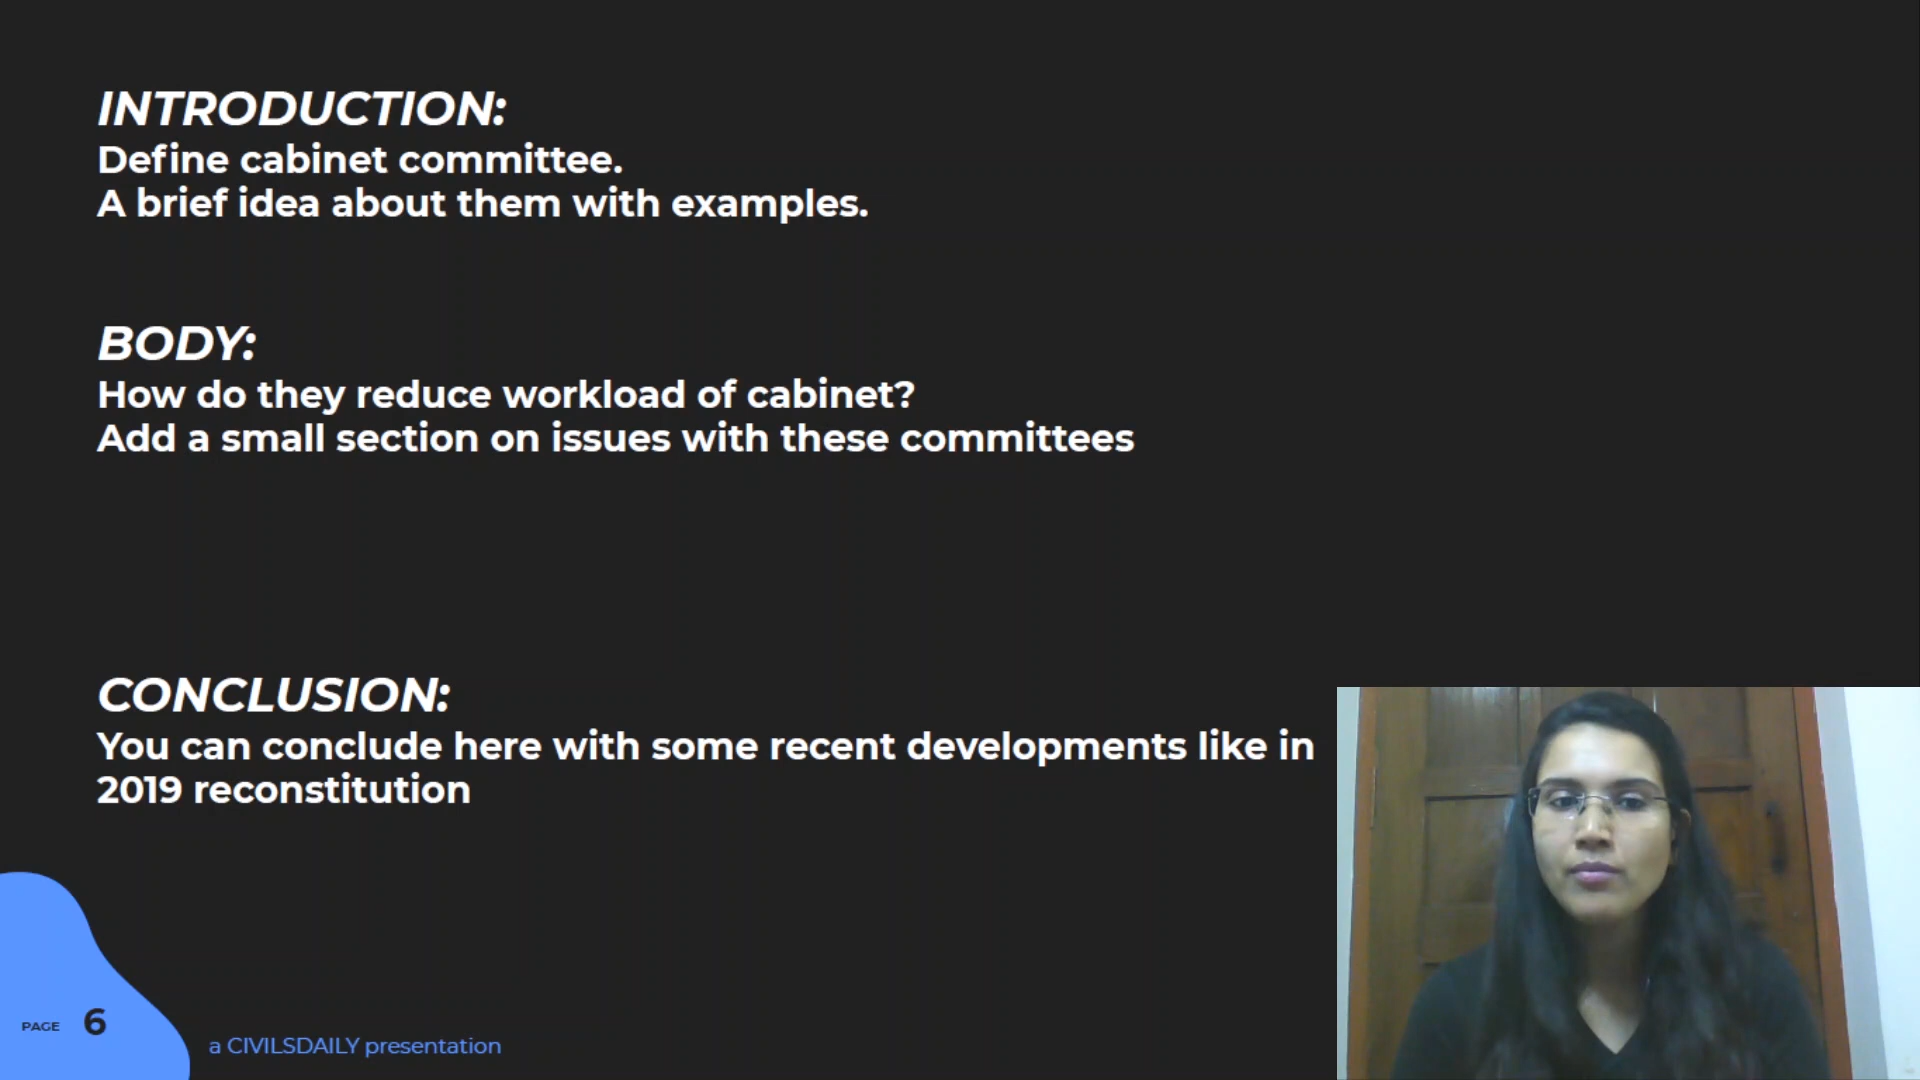 INTRODUCTION:
Define cabinet committee.
A brief idea about them with examples.
BODY:
How do they reduce workload of cabinet?
Add a small section on issues with these committees
CONCLUSION:
You can conclude here with some recent developments like in
2019 reconstitution
PAGE 6
a CIVILSDAILY presentation